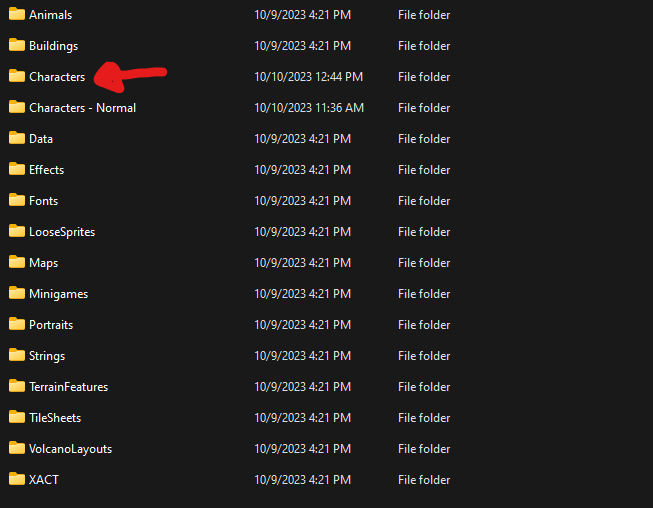 Animals 10/9/2023 4:21 PM File folder
Buildings 10/9/2023 4:21 PM File folder
Characters 10/10/2023 12:44 PM File folder
Characters - Normal 10/10/2023 11:36 AM File folder
Data 10/9/2023 4:21 PM File folder
Effects 10/9/2023 4:21 PM File folder
Fonts 10/9/2023 4:21 PM File folder
LooseSprites 10/9/2023 4:21 PM File folder
Maps 10/9/2023 4:21 PM File folder
Minigames 10/9/2023 4:21 PM File folder
Portraits 10/9/2023 4:21 PM File folder
Strings 10/9/2023 4:21 PM File folder
TerrainFeatures 10/9/2023 4:21 PM File folder
TileSheets 10/9/2023 4:21 PM File folder
VolcanoLayouts 10/9/2023 4:21 PM File folder
XACT 10/9/2023 4:21 PM File folder